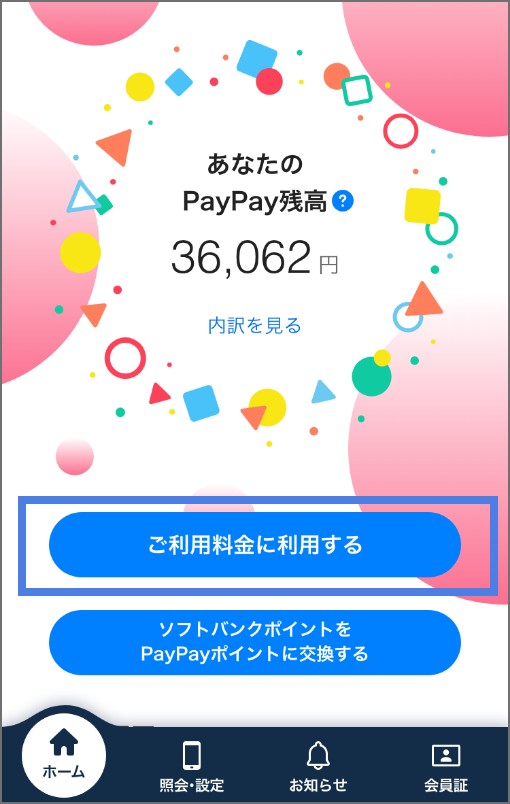 あなたの
PayPay残高 ?
36,062 円
内訳を見る
ご利用料金に利用する
ソフトバンクポイントを
PayPayポイントに交換する
ホーム
照会・設定
お知らせ
会員証